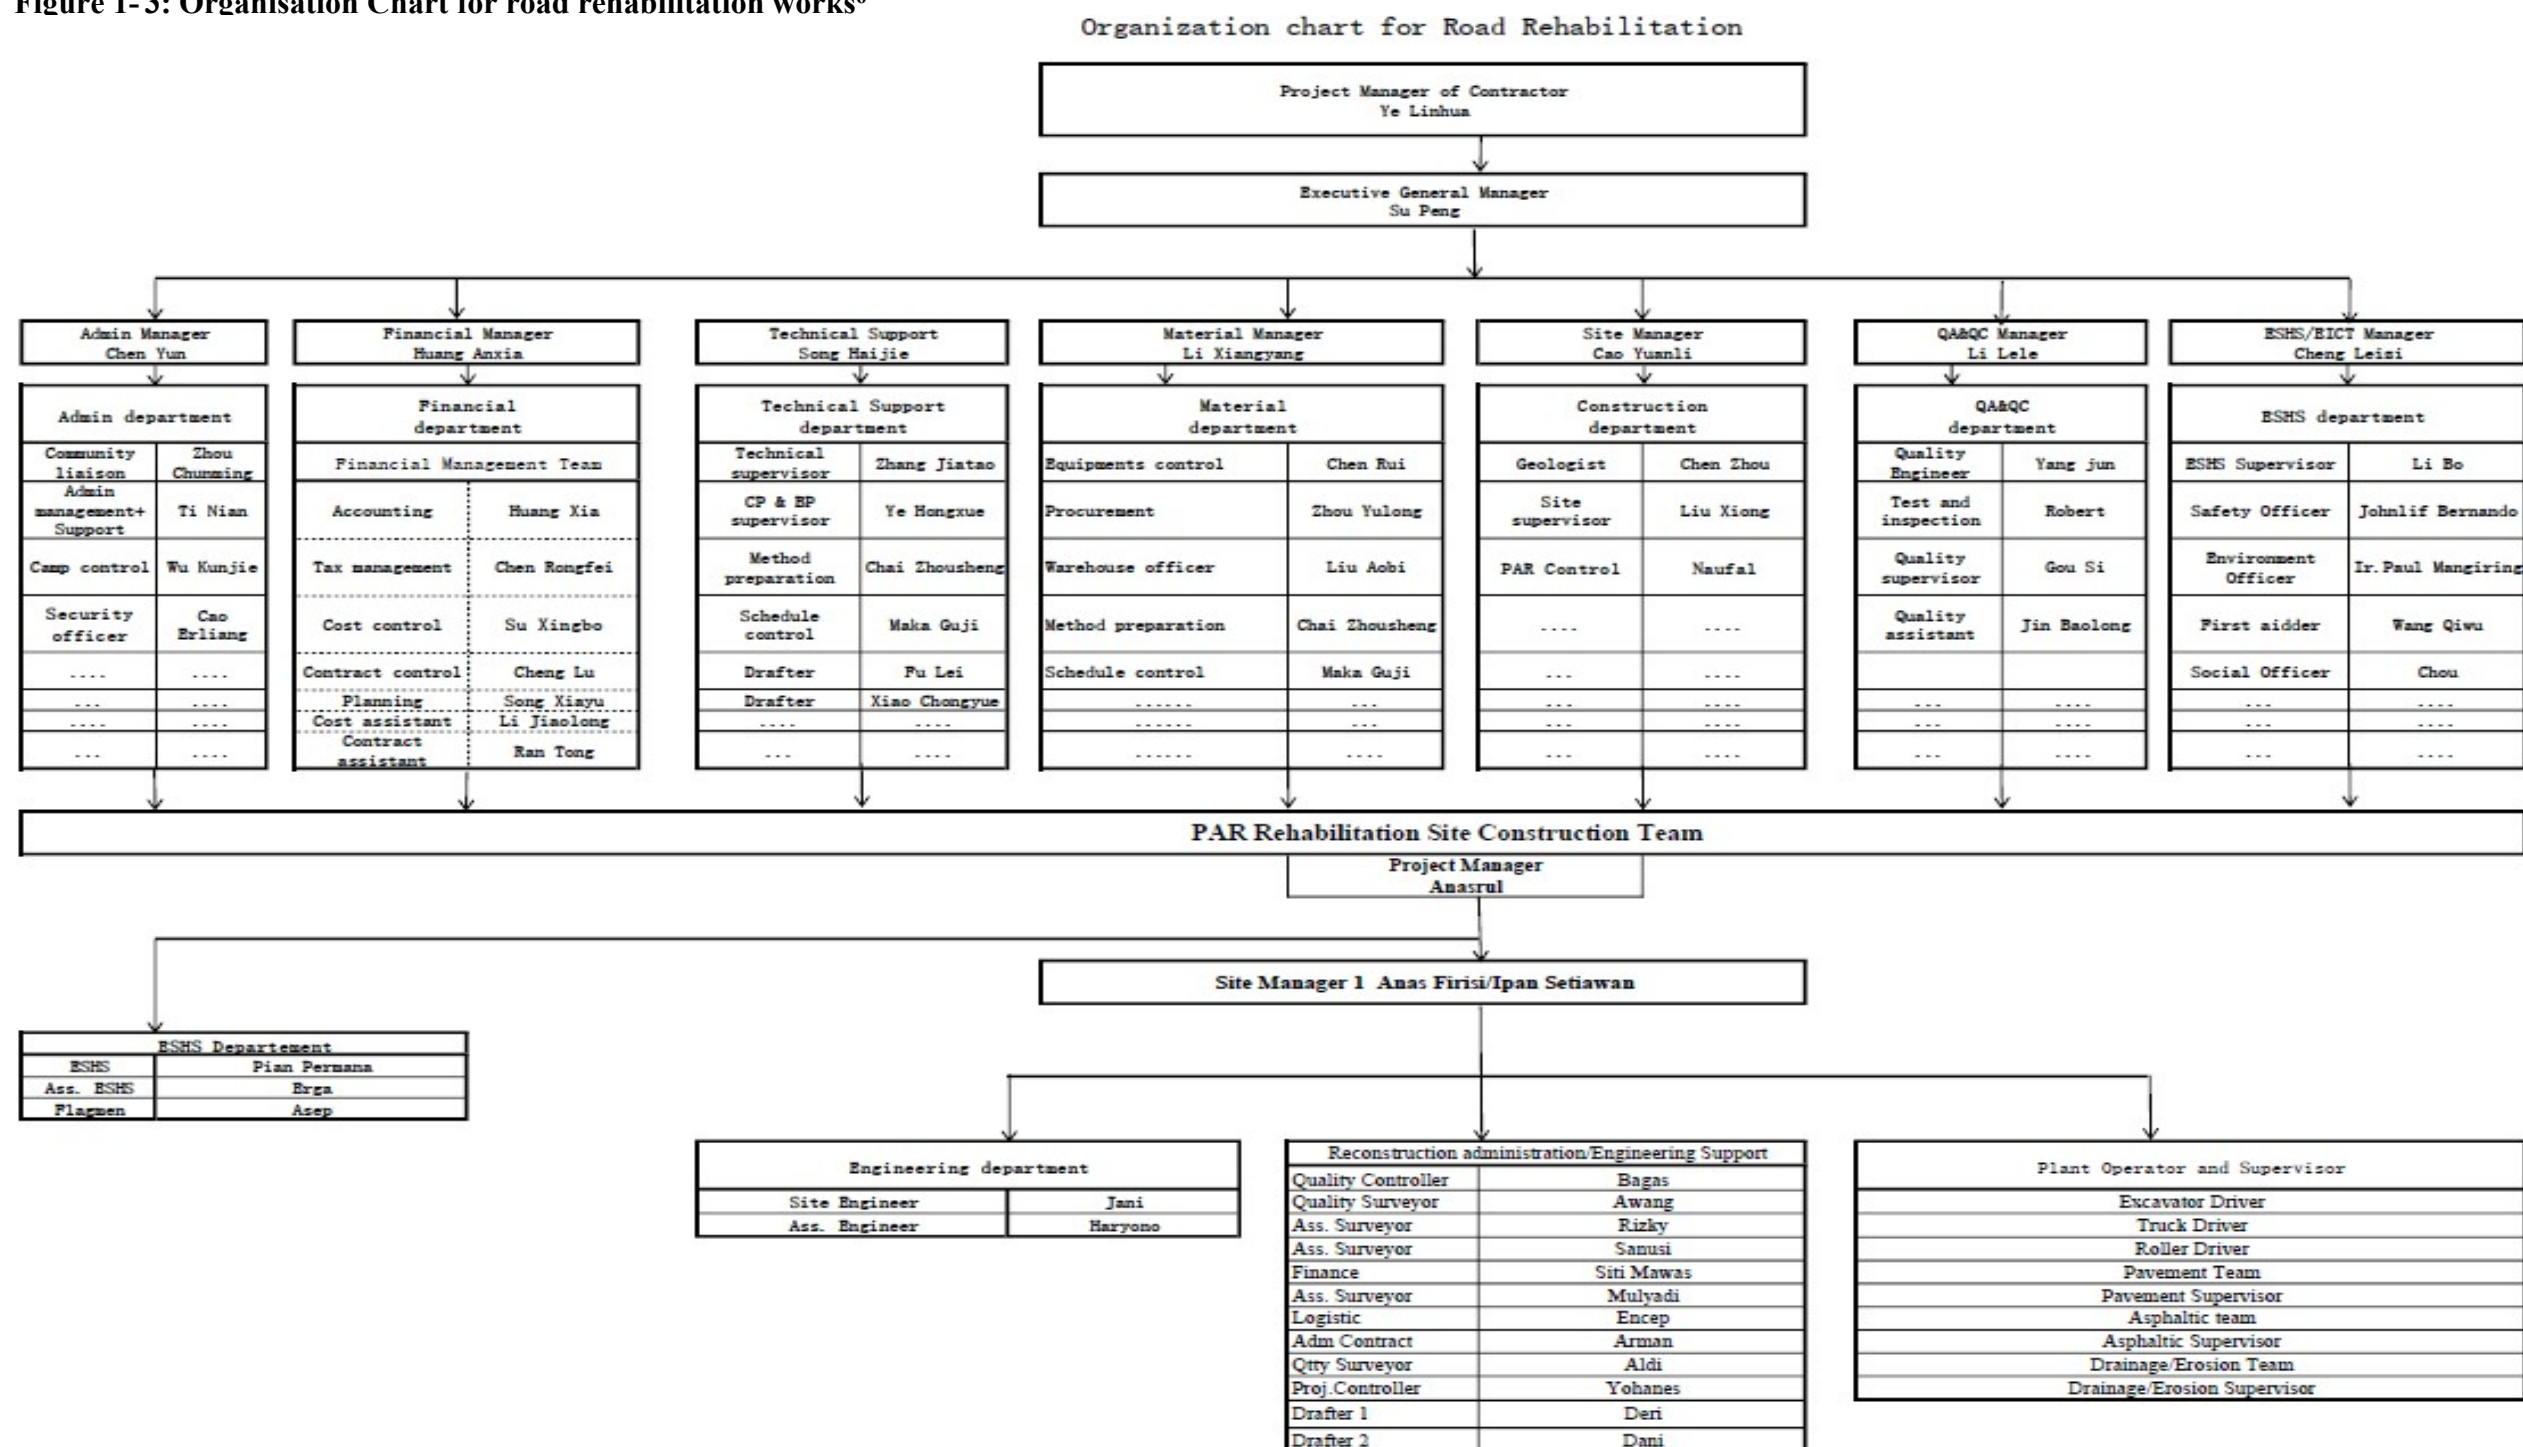 Figure 1-3: Organisation Chart for road rehabilitation works⁶
Organization chart for Road Rehabilitation
Project Manager of Contractor
Ye Linhua
Executive General Manager
Su Peng
Admin Manager
Chen Yun
Financial Manager
Huang Anxia
Technical Support
Song Haijie
Material Manager
Li Xiangyang
Site Manager
Cao Yuanli
QA&QC Manager
Li Lele
ESHS/EICT Manager
Cheng Leisi
Admin department
Community liaison Zhou Chunming
Admin management+ Support Ti Nian
Camp control Wu Kunjie
Security officer Cao Erliang
.... ....
... ....
.... ....
... ....
Financial department
Financial Management Team
Accounting Huang Xia
Tax management Chen Rongfei
Cost control Su Xingbo
Contract control Cheng Lu
Planning Song Xiayu
Cost assistant Li Jiaolong
Contract assistant Ran Tong
Technical Support department
Technical supervisor Zhang Jiatao
CP & BP supervisor Ye Hongxue
Method preparation Chai Zhousheng
Schedule control Maka Guji
Drafter Fu Lei
Drafter Xiao Chongyue
.... ....
... ....
Material department
Equipments control Chen Rui
Procurement Zhou Yulong
Warehouse officer Liu Aobi
Method preparation Chai Zhousheng
Schedule control Maka Guji
...... ...
...... ...
...... ....
Construction department
Geologist Chen Zhou
Site supervisor Liu Xiong
PAR Control Naufal
.... ....
... ....
... ....
... ....
... ....
QA&QC department
Quality Engineer Yang jun
Test and inspection Robert
Quality supervisor Gou Si
Quality assistant Jin Baolong
... ....
... ....
... ....
ESHS department
ESHS Supervisor Li Bo
Safety Officer Johnlif Bernando
Environment Officer Ir.Paul Mangiring
First aidder Wang Qiwu
Social Officer Chou
... ....
... ....
... ....
PAR Rehabilitation Site Construction Team
Project Manager
Anasrul
Site Manager 1 Anas Firisi/Ipan Setiawan
ESHS Departement
ESHS Pian Permana
Ass. ESHS Erga
Flagmen Asep
Engineering department
Site Engineer Jani
Ass. Engineer Haryono
Reconstruction administration/Engineering Support
Quality Controller Bagas
Quality Surveyor Awang
Ass. Surveyor Rizky
Ass. Surveyor Sanusi
Finance Siti Mawas
Ass. Surveyor Mulyadi
Logistic Encep
Adm Contract Arman
Qtty Surveyor Aldi
Proj.Controller Yohanes
Drafter 1 Deri
Drafter 2 Dani
Plant Operator and Supervisor
Excavator Driver
Truck Driver
Roller Driver
Pavement Team
Pavement Supervisor
Asphaltic team
Asphaltic Supervisor
Drainage/Erosion Team
Drainage/Erosion Supervisor